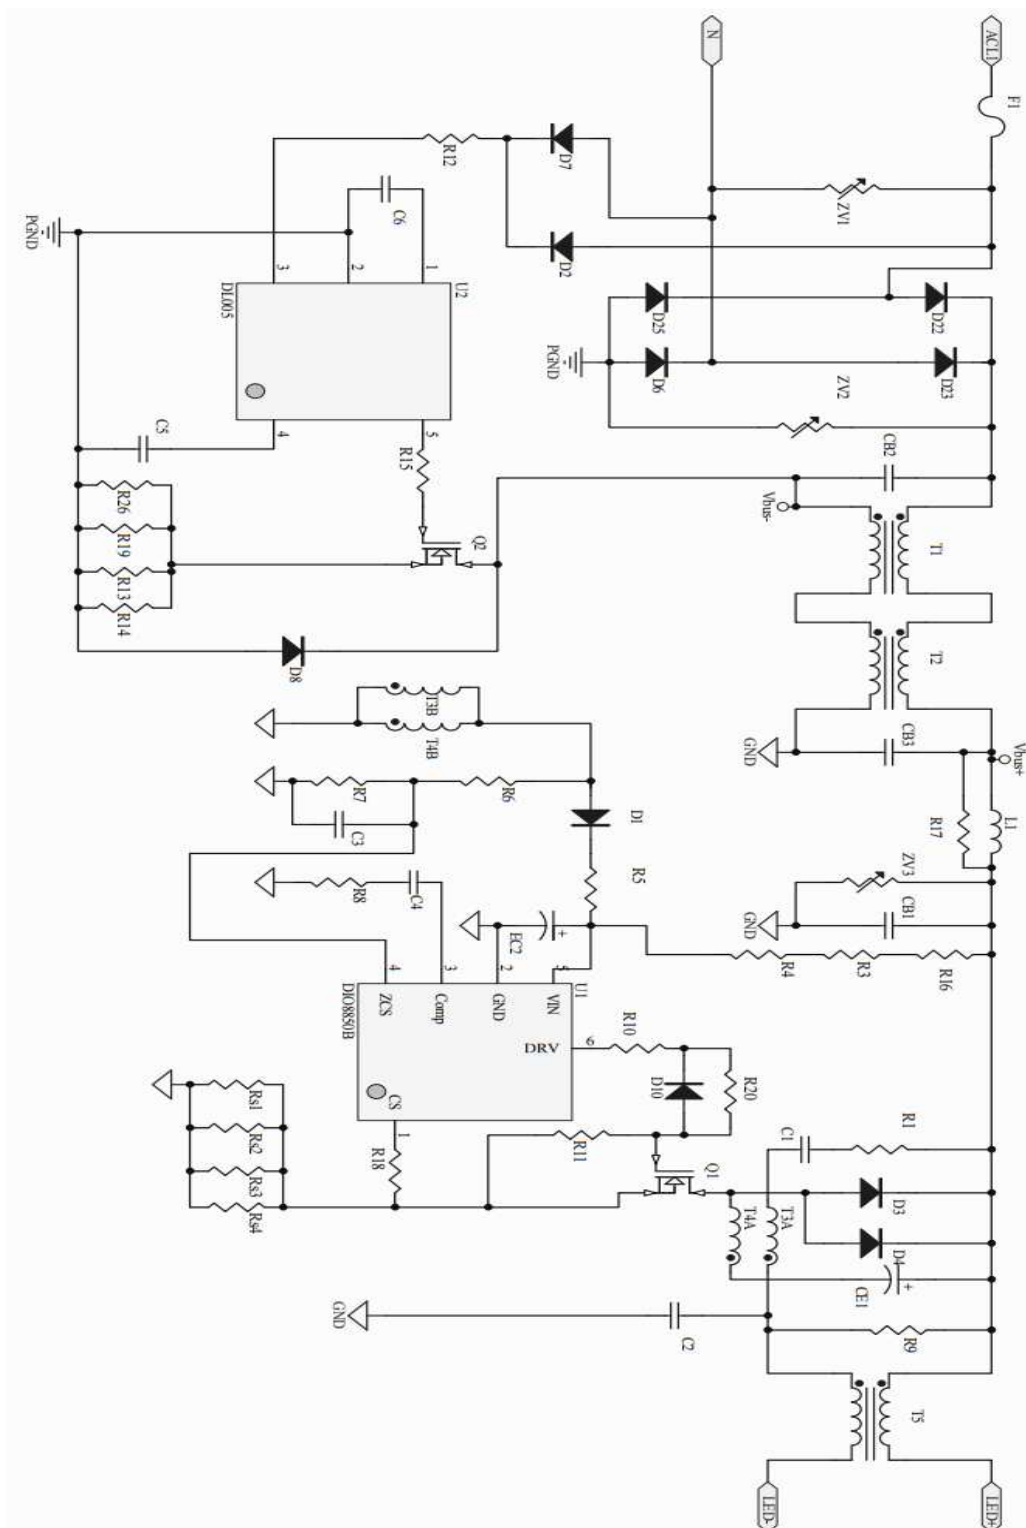 N
ACL1
F1
R12
D7
ZV1
C6
PGND
D2
3
2
1
DL005
U2
D25
D22
PGND
D6
D23
ZV2
C5
4
5
R15
CB2
Vbus-
R26
R19
R13
R14
Q2
T1
D8
T2
T3B
T4B
GND
CB3
Vbus+
R7
R6
C3
D1
R17
L1
R8
C4
R5
ZV3
EC2
GND
CB1
R4
R3
R16
4
3
2
5
DIO8850B
U1
ZCS
Comp
GND
VIN
DRV
6
R10
R20
D10
CS
1
Rs1
Rs2
Rs3
Rs4
R18
R11
Q1
C1
R1
T4A
T3A
D3
D4
+
+
CE1
GND
C2
R9
T5
LED-
LED+